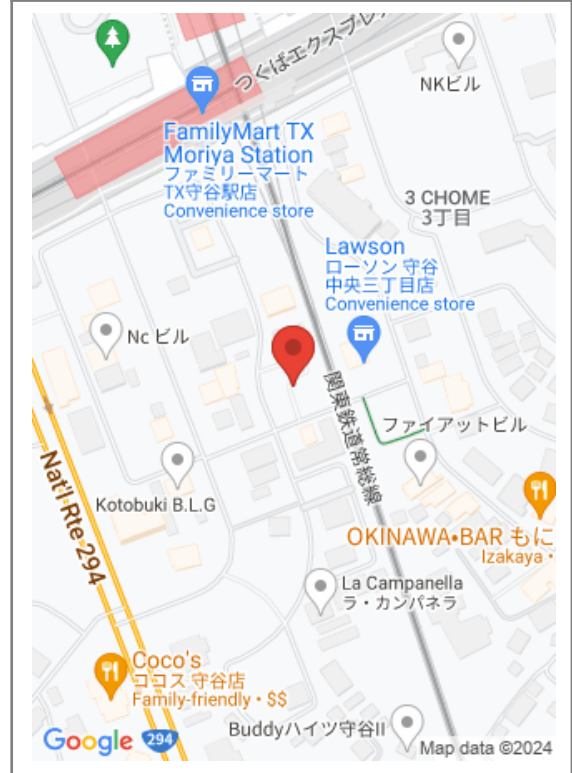 つくばエクスプレス
NKビル
FamilyMart TX
Moriya Station
ファミリーマート
TX守谷駅店
Convenience store
3 CHOME
3丁目
Lawson
ローソン 守谷
中央三丁目店
Convenience store
Nc ビル
関東鉄道常総線
ファイアットビル
Nat'l Rte 294
Kotobuki B.L.G
OKINAWA•BAR もに
Izakaya •
La Campanella
ラ・カンパネラ
Coco's
ココス 守谷店
Family-friendly • $$
Buddyハイツ守谷II
Google
294
Map data ©2024